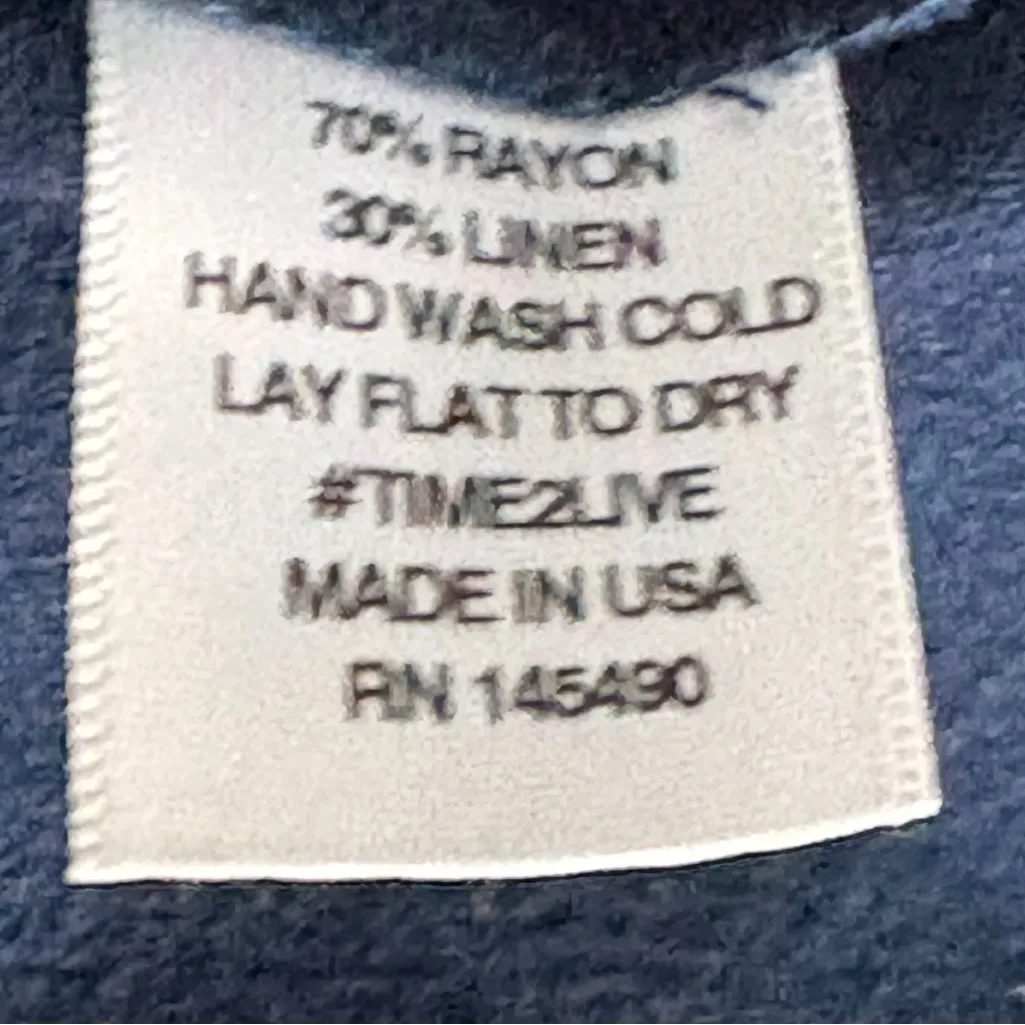 70% RAYON
30% LINEN
HAND WASH COLD
LAY FLAT TO DRY
#TIME2LIVE
MADE IN USA
RN 145490